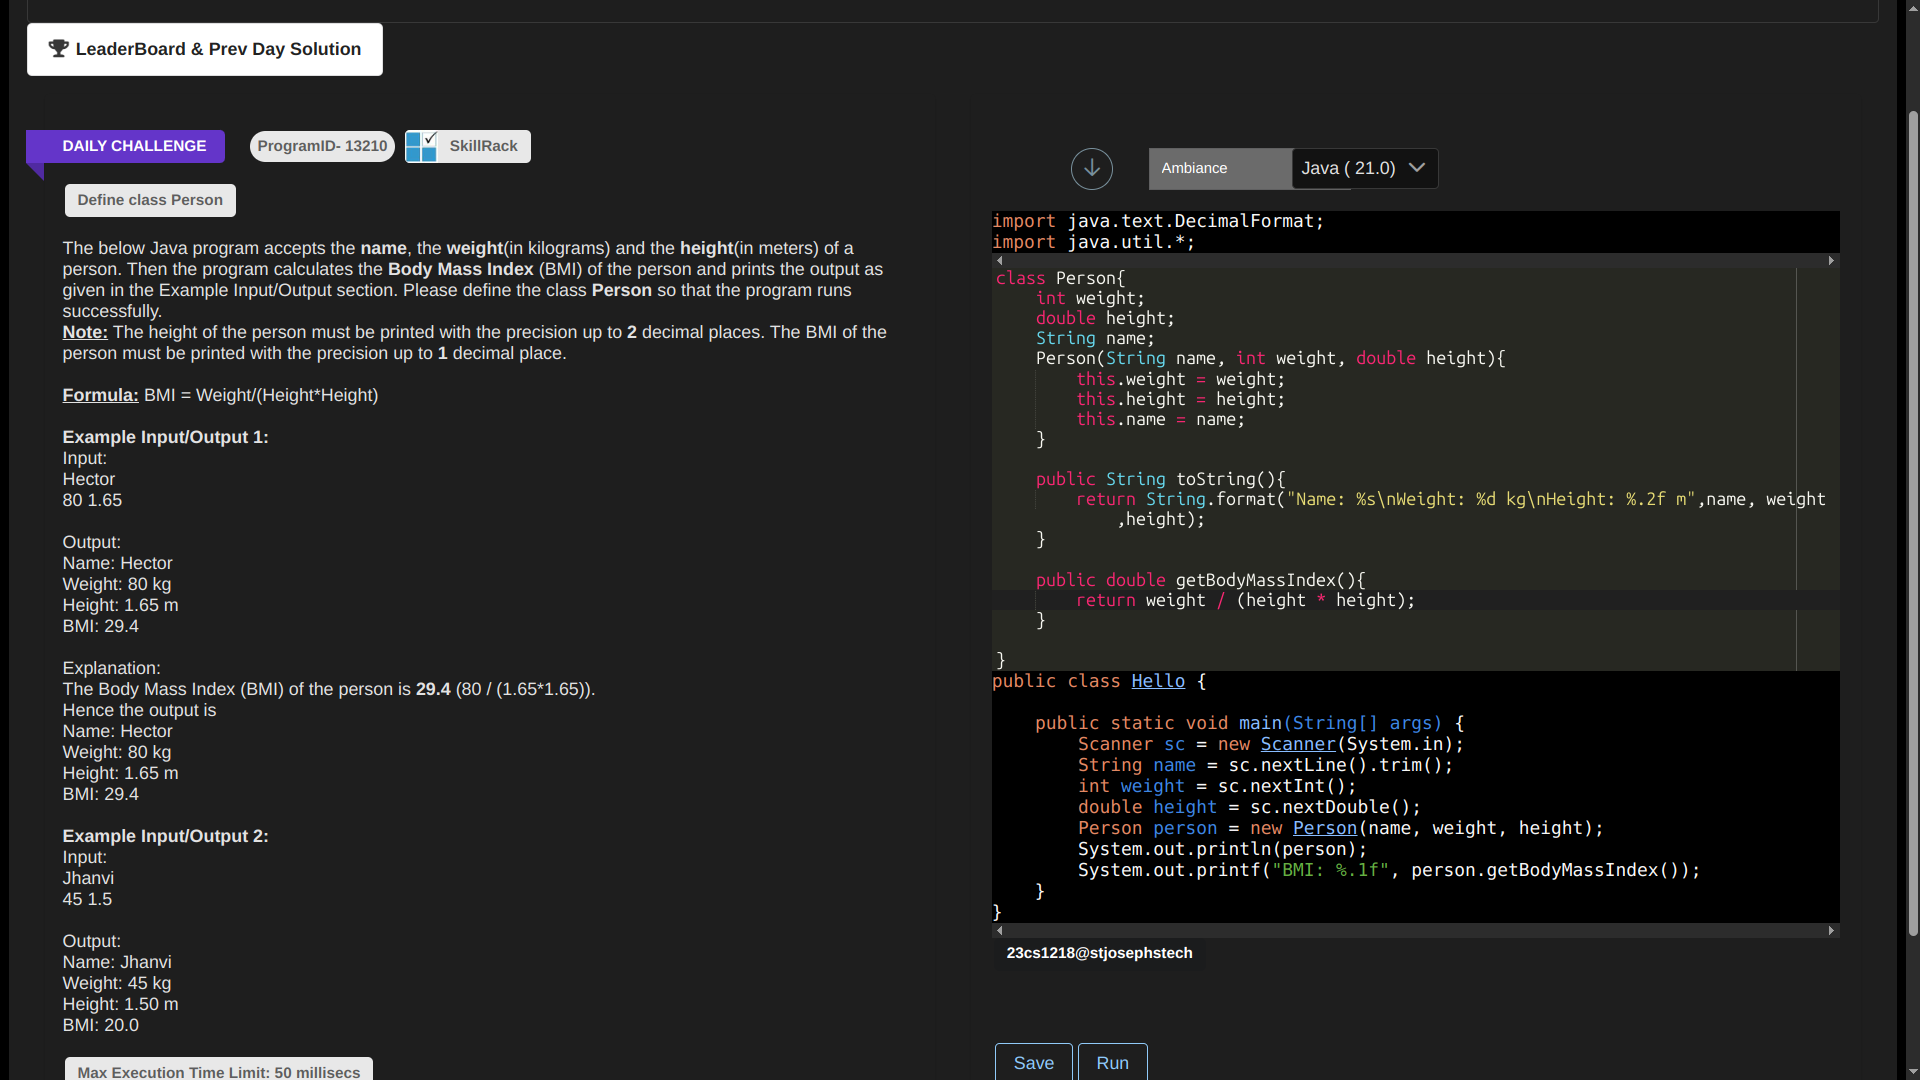 LeaderBoard & Prev Day Solution
DAILY CHALLENGE
ProgramID- 13210
SkillRack
Define class Person
The below Java program accepts the name, the weight(in kilograms) and the height(in meters) of a
person. Then the program calculates the Body Mass Index (BMI) of the person and prints the output as
given in the Example Input/Output section. Please define the class Person so that the program runs
successfully.
Note: The height of the person must be printed with the precision up to 2 decimal places. The BMI of the
person must be printed with the precision up to 1 decimal place.
Formula: BMI = Weight/(Height*Height)
Example Input/Output 1:
Input:
Hector
80 1.65
Output:
Name: Hector
Weight: 80 kg
Height: 1.65 m
BMI: 29.4
Explanation:
The Body Mass Index (BMI) of the person is 29.4 (80 / (1.65*1.65)).
Hence the output is
Name: Hector
Weight: 80 kg
Height: 1.65 m
BMI: 29.4
Example Input/Output 2:
Input:
Jhanvi
45 1.5
Output:
Name: Jhanvi
Weight: 45 kg
Height: 1.50 m
BMI: 20.0
Max Execution Time Limit: 50 millisecs
Ambiance
Java ( 21.0)
import java.text.DecimalFormat;
import java.util.*;
class Person{
    int weight;
    double height;
    String name;
    Person(String name, int weight, double height){
        this.weight = weight;
        this.height = height;
        this.name = name;
    }
    public String toString(){
        return String.format("Name: %s\nWeight: %d kg\nHeight: %.2f m",name, weight
            ,height);
    }
    public double getBodyMassIndex(){
        return weight / (height * height);
    }
}
public class Hello {
    public static void main(String[] args) {
        Scanner sc = new Scanner(System.in);
        String name = sc.nextLine().trim();
        int weight = sc.nextInt();
        double height = sc.nextDouble();
        Person person = new Person(name, weight, height);
        System.out.println(person);
        System.out.printf("BMI: %.1f", person.getBodyMassIndex());
    }
}
23cs1218@stjosephstech
Save
Run